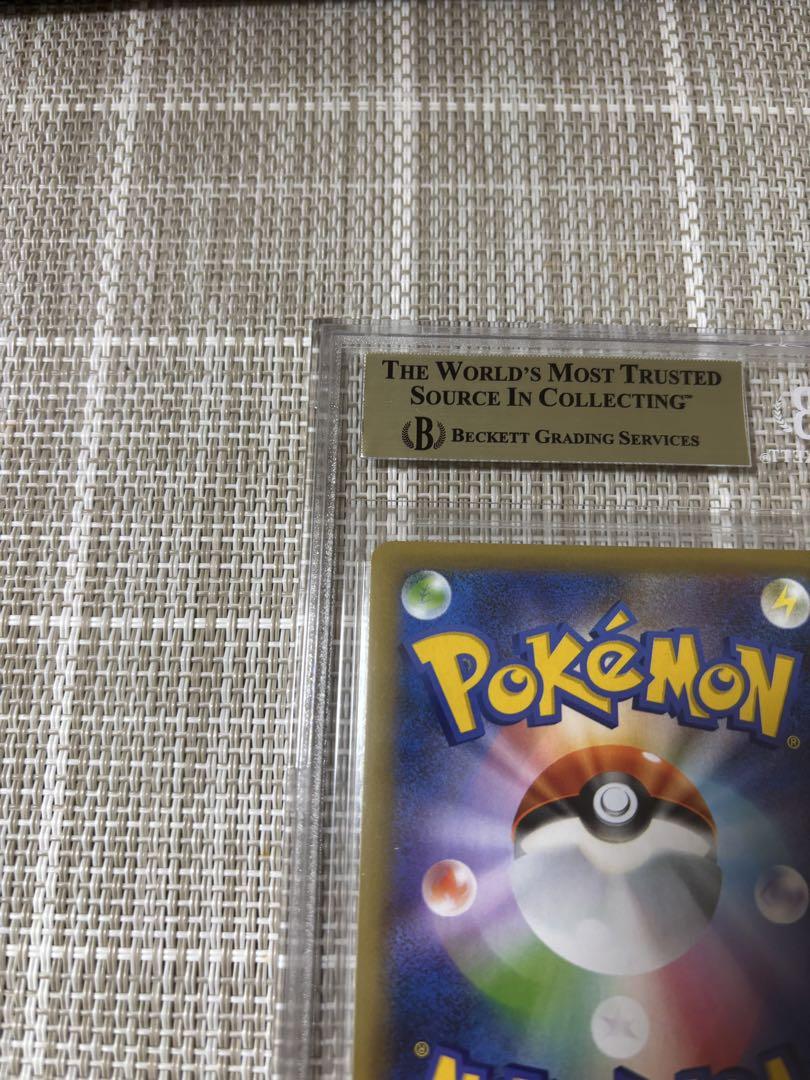 THE WORLD'S MOST TRUSTED
SOURCE IN COLLECTING™
B BECKETT GRADING SERVICES
POKéMON®